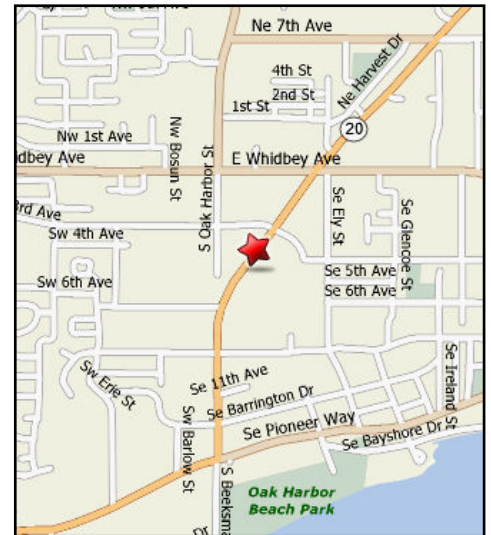 Ne 7th Ave
Ne Harvest Dr
4th St
2nd St
1st St
20
Nw 1st Ave
Nw Bosun St
idbey Ave
E Whidbey Ave
S Oak Harbor St
3rd Ave
Sw 4th Ave
Se Ely St
Se Glencoe St
Sw 6th Ave
Se 5th Ave
Se 6th Ave
Sw Erie St
Se 11th Ave
Se Barrington Dr
Se Ireland St
Sw Barlow St
Se Pioneer Way
Se Bayshore Dr
S Beeksma
Oak Harbor
Beach Park
Dr